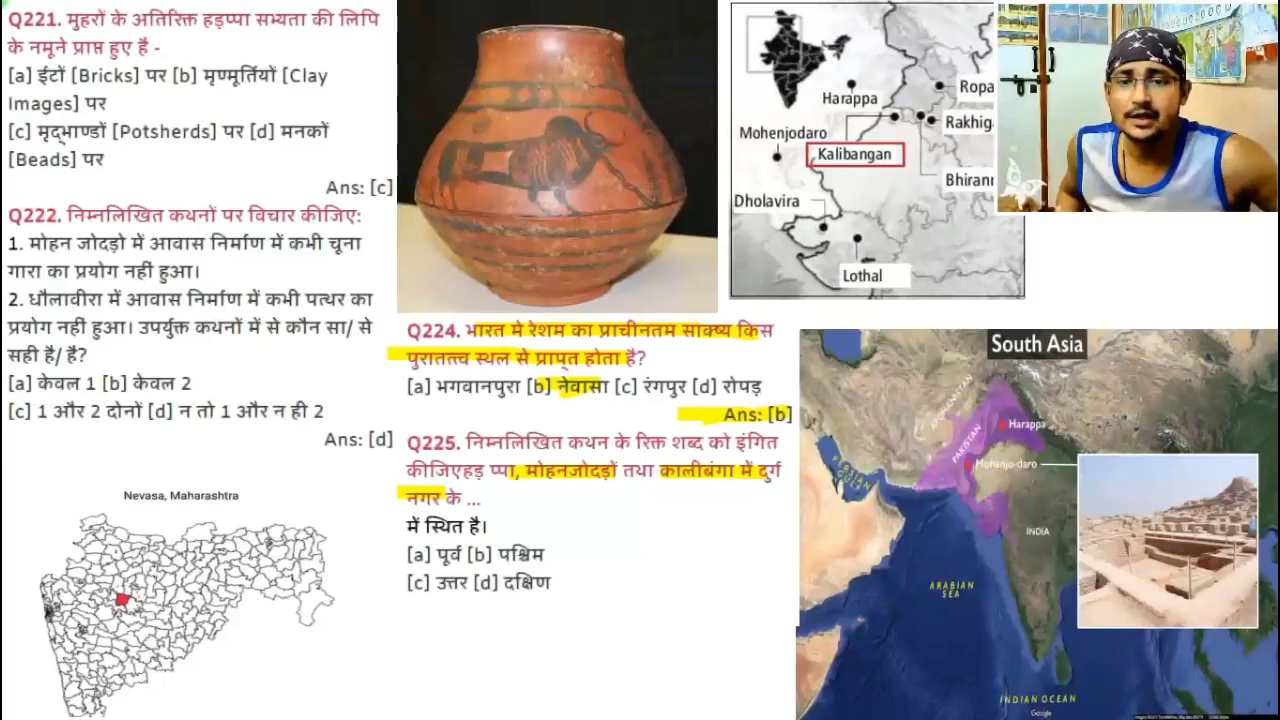 Q221. मुहरों के अतिरिक्त हड़प्पा सभ्यता की लिपि
के नमूने प्राप्त हुए है -
[a] ईंटों [Bricks] पर [b] मृण्मूर्तियों [Clay
Images] पर
[c] मृद्भाण्डों [Potsherds] पर [d] मनकों
[Beads] पर
Ans: [c]
Q222. निम्नलिखित कथनों पर विचार कीजिए:
1. मोहन जोदड़ो में आवास निर्माण में कभी चूना
गारा का प्रयोग नहीं हुआ।
2. धौलावीरा में आवास निर्माण में कभी पत्थर का
प्रयोग नहीं हुआ। उपर्युक्त कथनों में से कौन सा/ से
सही है/ है?
[a] केवल 1 [b] केवल 2
[c] 1 और 2 दोनों [d] न तो 1 और न ही 2
Ans: [d]
Nevasa, Maharashtra
Q224. भारत मे रेशम का प्राचीनतम साक्ष्य किस
पुरातत्त्व स्थल से प्राप्त होता है?
[a] भगवानपुरा [b] नेवासा [c] रंगपुर [d] रोपड़
Ans: [b]
Q225. निम्नलिखित कथन के रिक्त शब्द को इंगित
कीजिएहड़ प्पा, मोहनजोदड़ों तथा कालीबंगा में दुर्ग
नगर के ...
में स्थित है।
[a] पूर्व [b] पश्चिम
[c] उत्तर [d] दक्षिण
Ropa
Harappa
Rakhig
Mohenjodaro
Kalibangan
Bhirann
Dholavira
Lothal
South Asia
AFGHANISTAN
Harappa
PAKISTAN
Mohenjo-daro
PERSIAN
GULF
INDIA
ARABIAN
SEA
INDIAN OCEAN
Google